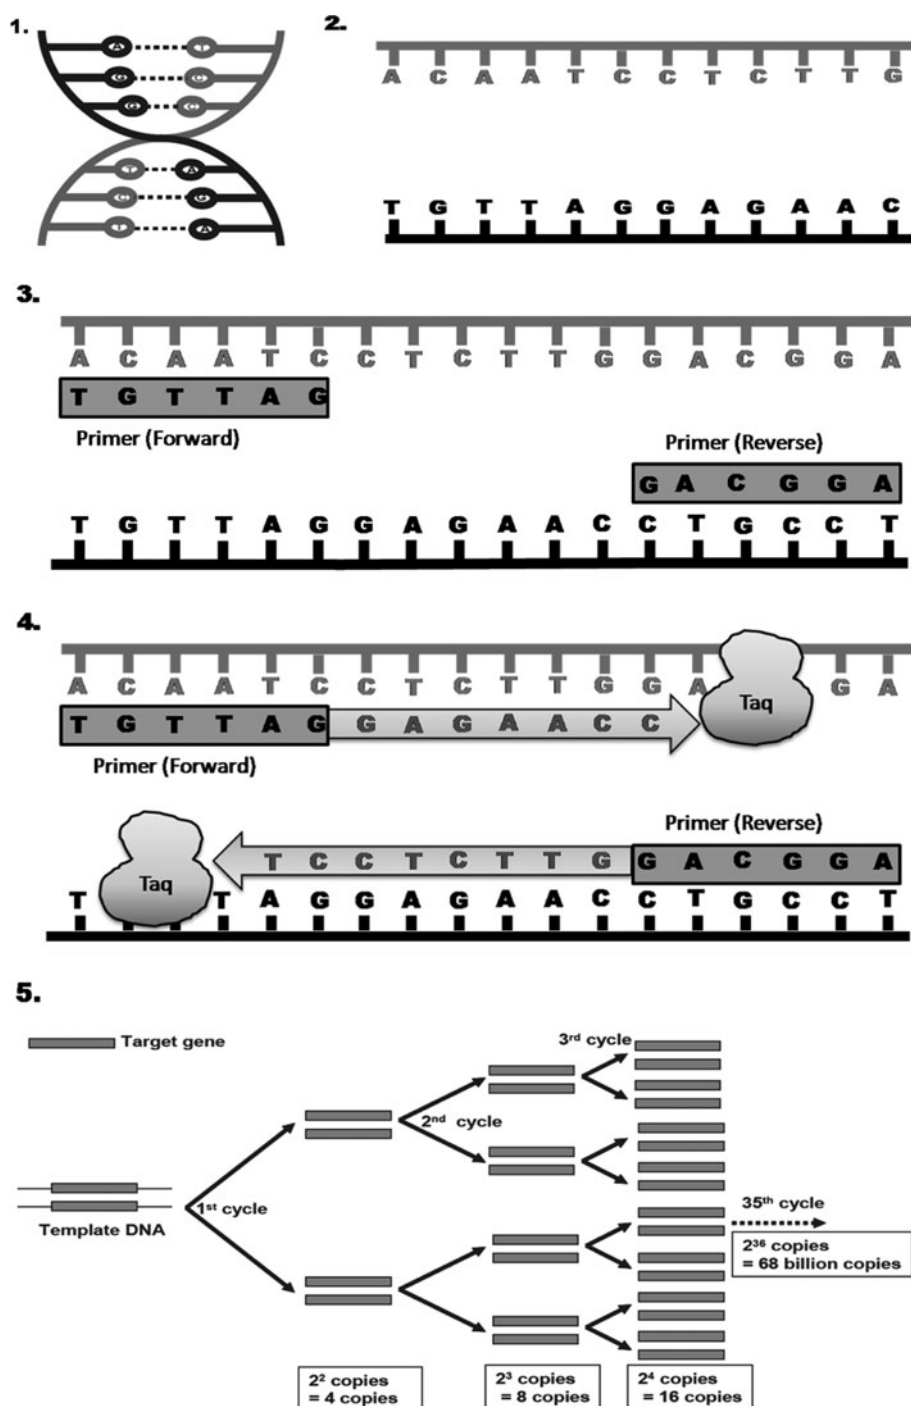 1.
A T
G C
G C
T A
C G
T A
2.
A C A A T C C T C T T G
T G T T A G G A G A A C
3.
A C A A T C C T C T T G G A C G G A
T G T T A G
Primer (Forward)
Primer (Reverse)
G A C G G A
T G T T A G G A G A A C C T G C C T
4.
A C A A T C C T C T T G G A G A
Taq
T G T T A G G A G A A C C
Primer (Forward)
Primer (Reverse)
T C C T C T T G G A C G G A
Taq
T T A G G A G A A C C T G C C T
5.
Target gene
3rd cycle
2nd cycle
1st cycle
Template DNA
35th cycle
2³⁶ copies
= 68 billion copies
2² copies
= 4 copies
2³ copies
= 8 copies
2⁴ copies
= 16 copies